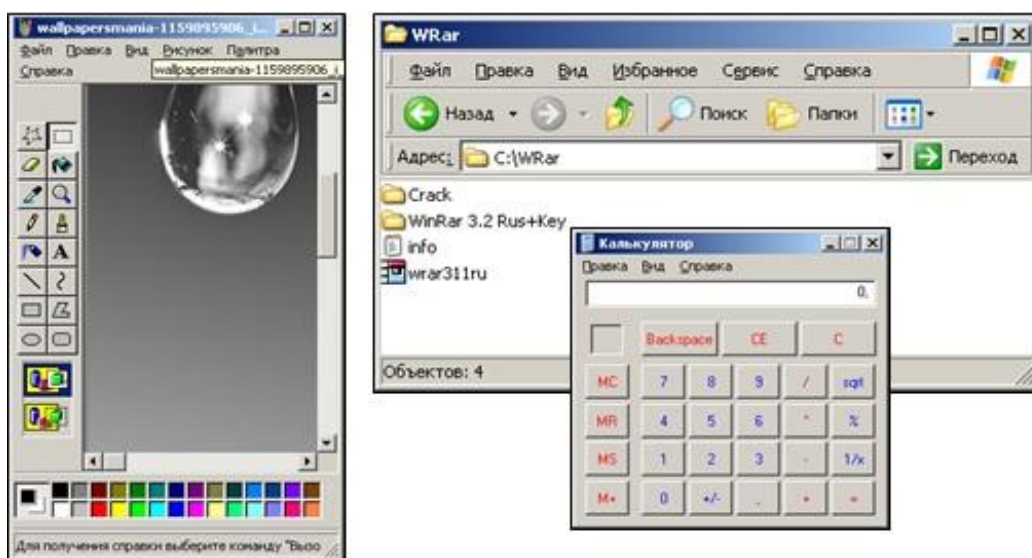 wallpapersmania-1159895906_i...
Файл Правка Вид Рисунок Палитра
Справка
wallpapersmania-1159895906_i
A
Для получения справки выберите команду "Вызо
WRar
Файл Правка Вид Избранное Сервис Справка
Назад Поиск Папки
Адрес: C:\WRar Переход
Crack
WinRar 3.2 Rus+Key
info
wrar311ru
Объектов: 4
Калькулятор
Правка Вид Справка
0,
Backspace CE C
MC 7 8 9 / sqrt
MR 4 5 6 * %
MS 1 2 3 - 1/x
M+ 0 +/- , + =